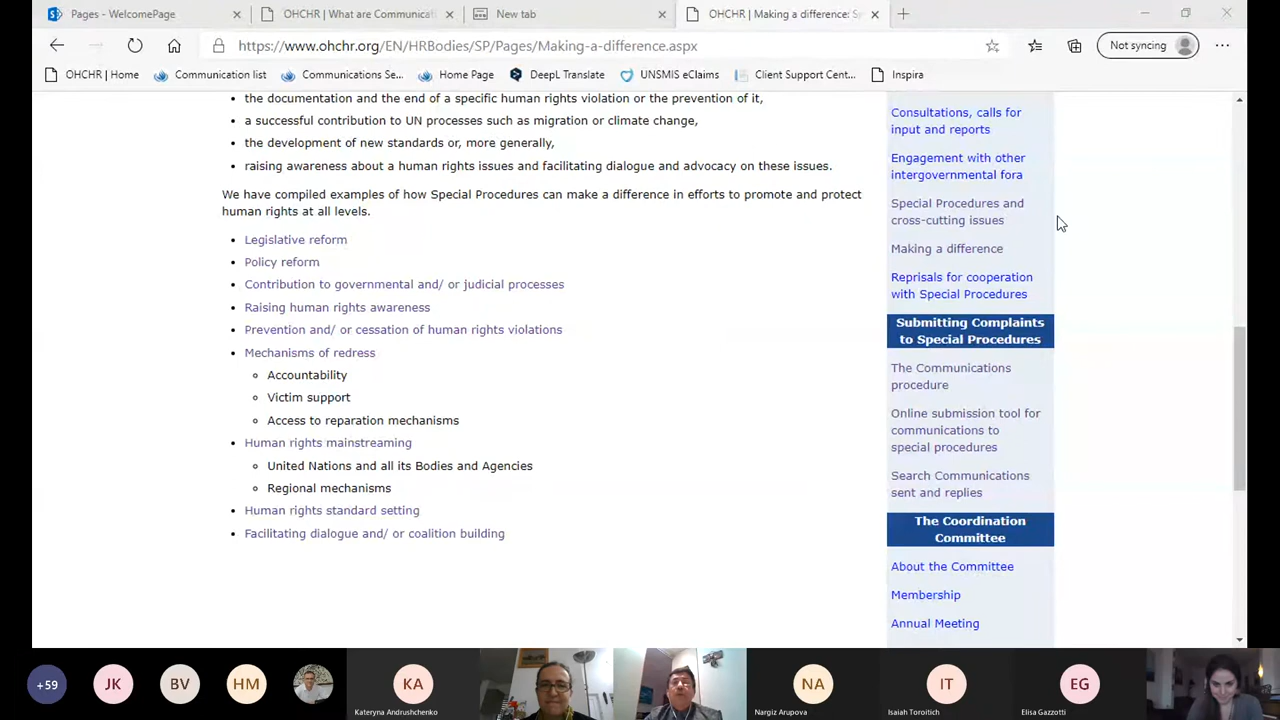 Pages - WelcomePage
OHCHR | What are Communicat
New tab
OHCHR | Making a difference: S
https://www.ohchr.org/EN/HRBodies/SP/Pages/Making-a-difference.aspx
Not syncing
OHCHR | Home
Communication list
Communications Se...
Home Page
DeepL Translate
UNSMIS eClaims
Client Support Cent...
Inspira
• the documentation and the end of a specific human rights violation or the prevention of it,
• a successful contribution to UN processes such as migration or climate change,
• the development of new standards or, more generally,
• raising awareness about a human rights issues and facilitating dialogue and advocacy on these issues.
We have compiled examples of how Special Procedures can make a difference in efforts to promote and protect
human rights at all levels.
• Legislative reform
• Policy reform
• Contribution to governmental and/ or judicial processes
• Raising human rights awareness
• Prevention and/ or cessation of human rights violations
• Mechanisms of redress
Accountability
Victim support
Access to reparation mechanisms
• Human rights mainstreaming
United Nations and all its Bodies and Agencies
Regional mechanisms
• Human rights standard setting
• Facilitating dialogue and/ or coalition building
Consultations, calls for
input and reports
Engagement with other
intergovernmental fora
Special Procedures and
cross-cutting issues
Making a difference
Reprisals for cooperation
with Special Procedures
Submitting Complaints
to Special Procedures
The Communications
procedure
Online submission tool for
communications to
special procedures
Search Communications
sent and replies
The Coordination
Committee
About the Committee
Membership
Annual Meeting
+59
JK
BV
HM
KA
Kateryna Andrushchenko
NA
Nargiz Arupova
IT
Isaiah Toroitich
EG
Elisa Gazzotti